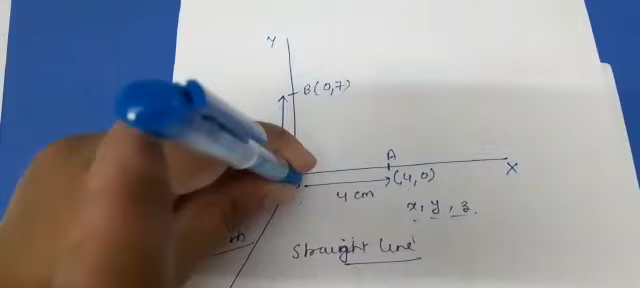 Y
B(0,7)
A
(4,0)
X
4 cm
x, y, z.
Straight line